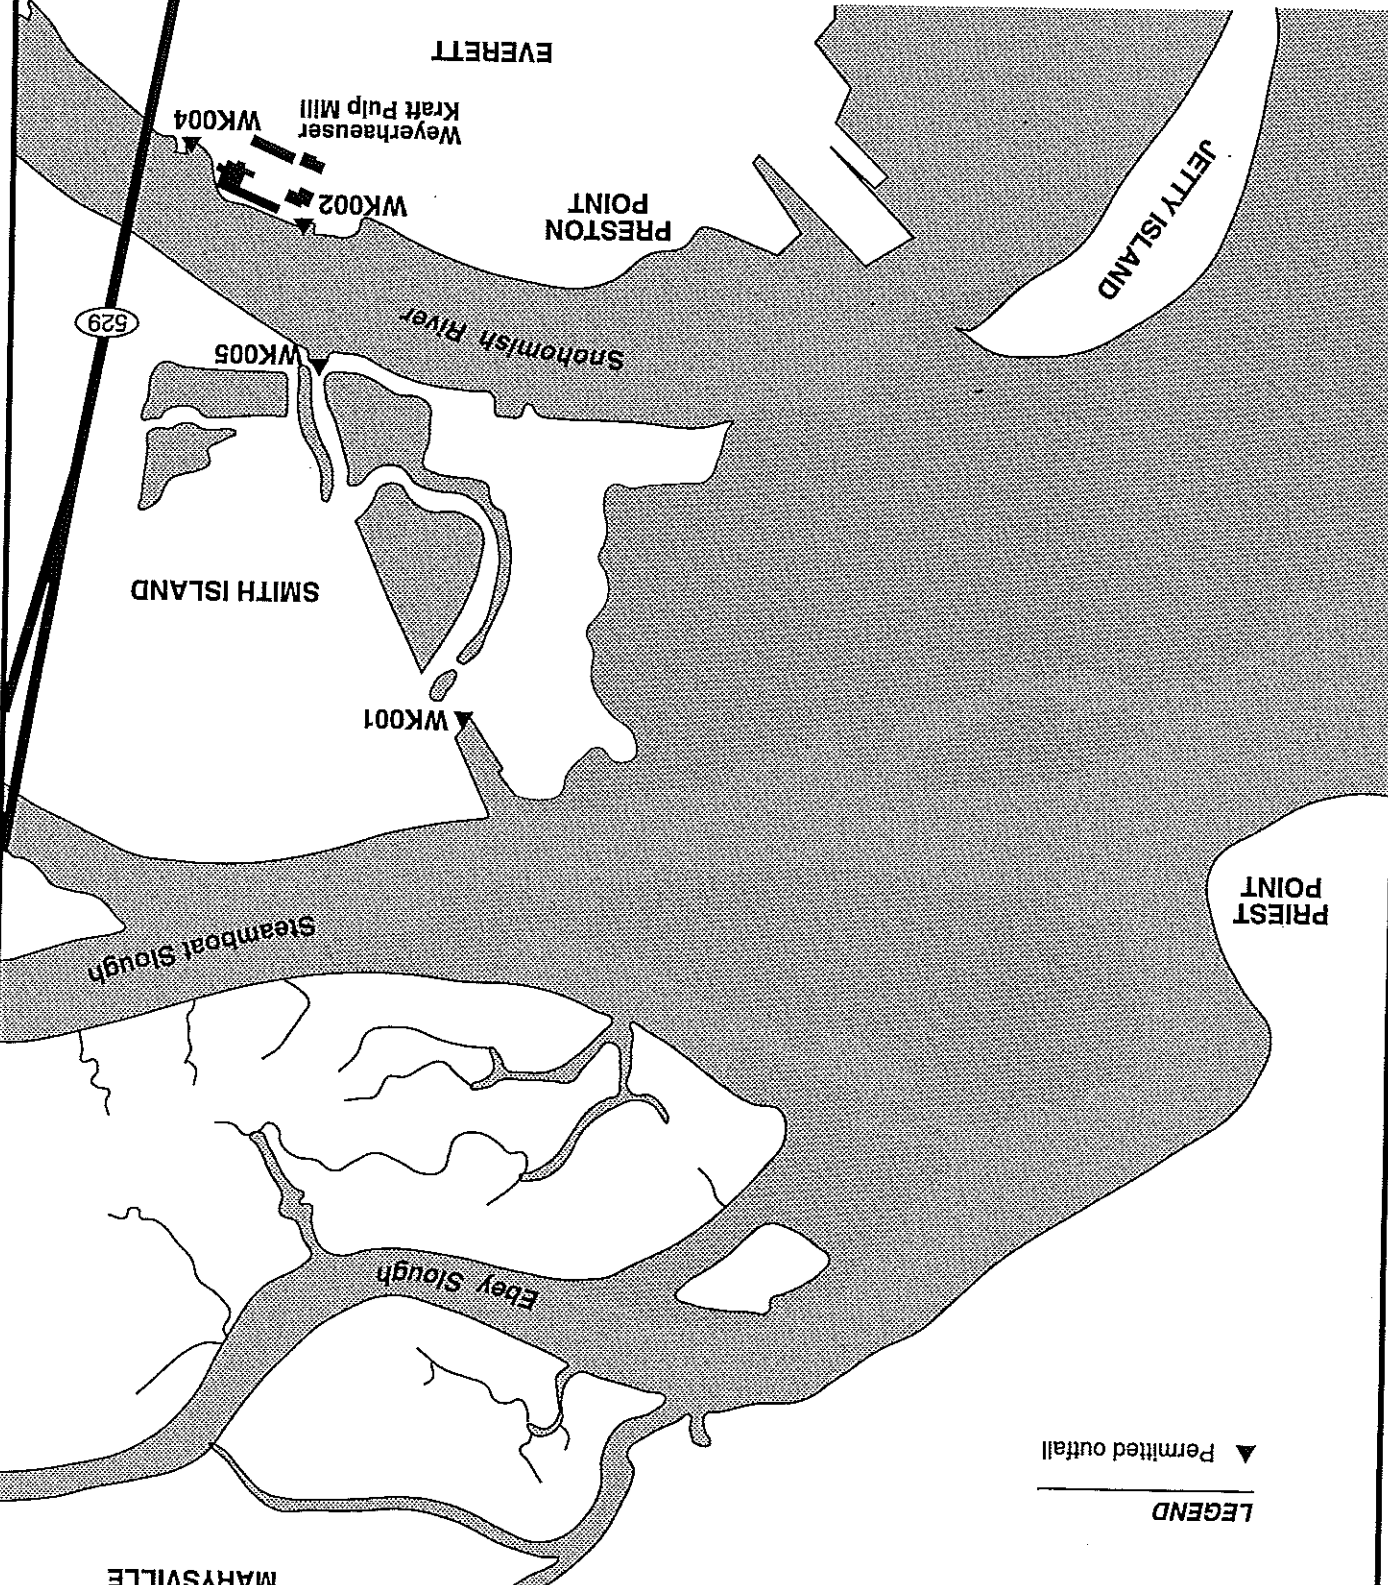 MARYSVILLE
LEGEND
▲ Permitted outfall
Ebey Slough
Steamboat Slough
PRIEST
POINT
WK001
SMITH ISLAND
WK005
Snohomish River
529
JETTY ISLAND
PRESTON
POINT
WK002
Weyerhaeuser
Kraft Pulp Mill
WK004
EVERETT